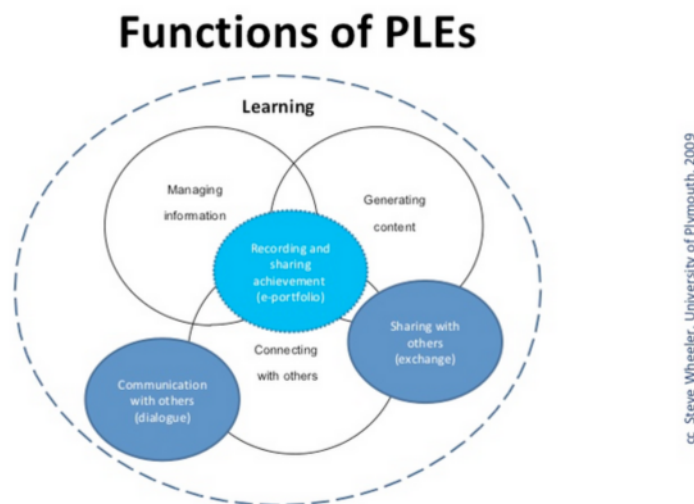 Functions of PLEs
Learning
Managing
information
Generating
content
Recording and
sharing
achievement
(e-portfolio)
Sharing with
others
(exchange)
Connecting
with others
Communication
with others
(dialogue)
cc Steve Wheeler, University of Plymouth, 2009